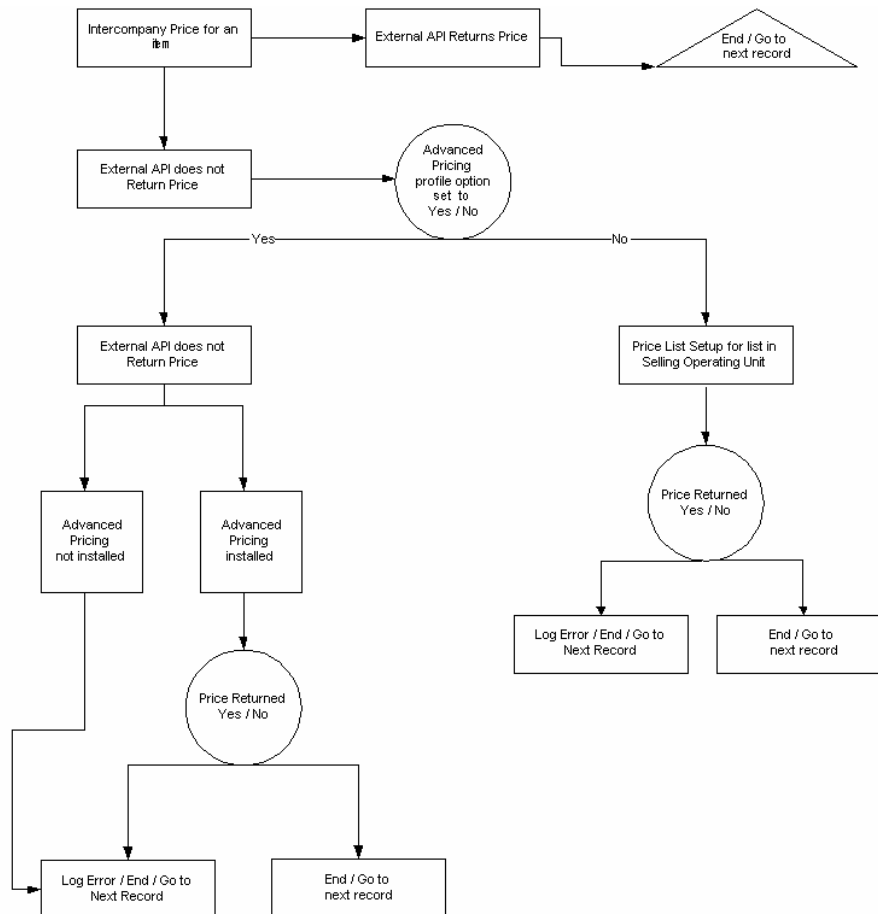 Intercompany Price for an
item
External API Returns Price
End / Go to
next record
External API does not
Return Price
Advanced
Pricing
profile option
set to
Yes / No
Yes
No
External API does not
Return Price
Price List Setup for list in
Selling Operating Unit
Advanced
Pricing
not installed
Advanced
Pricing
installed
Price Returned
Yes / No
Log Error / End / Go to
Next Record
End / Go to
next record
Price Returned
Yes / No
Log Error / End / Go to
Next Record
End / Go to
next record